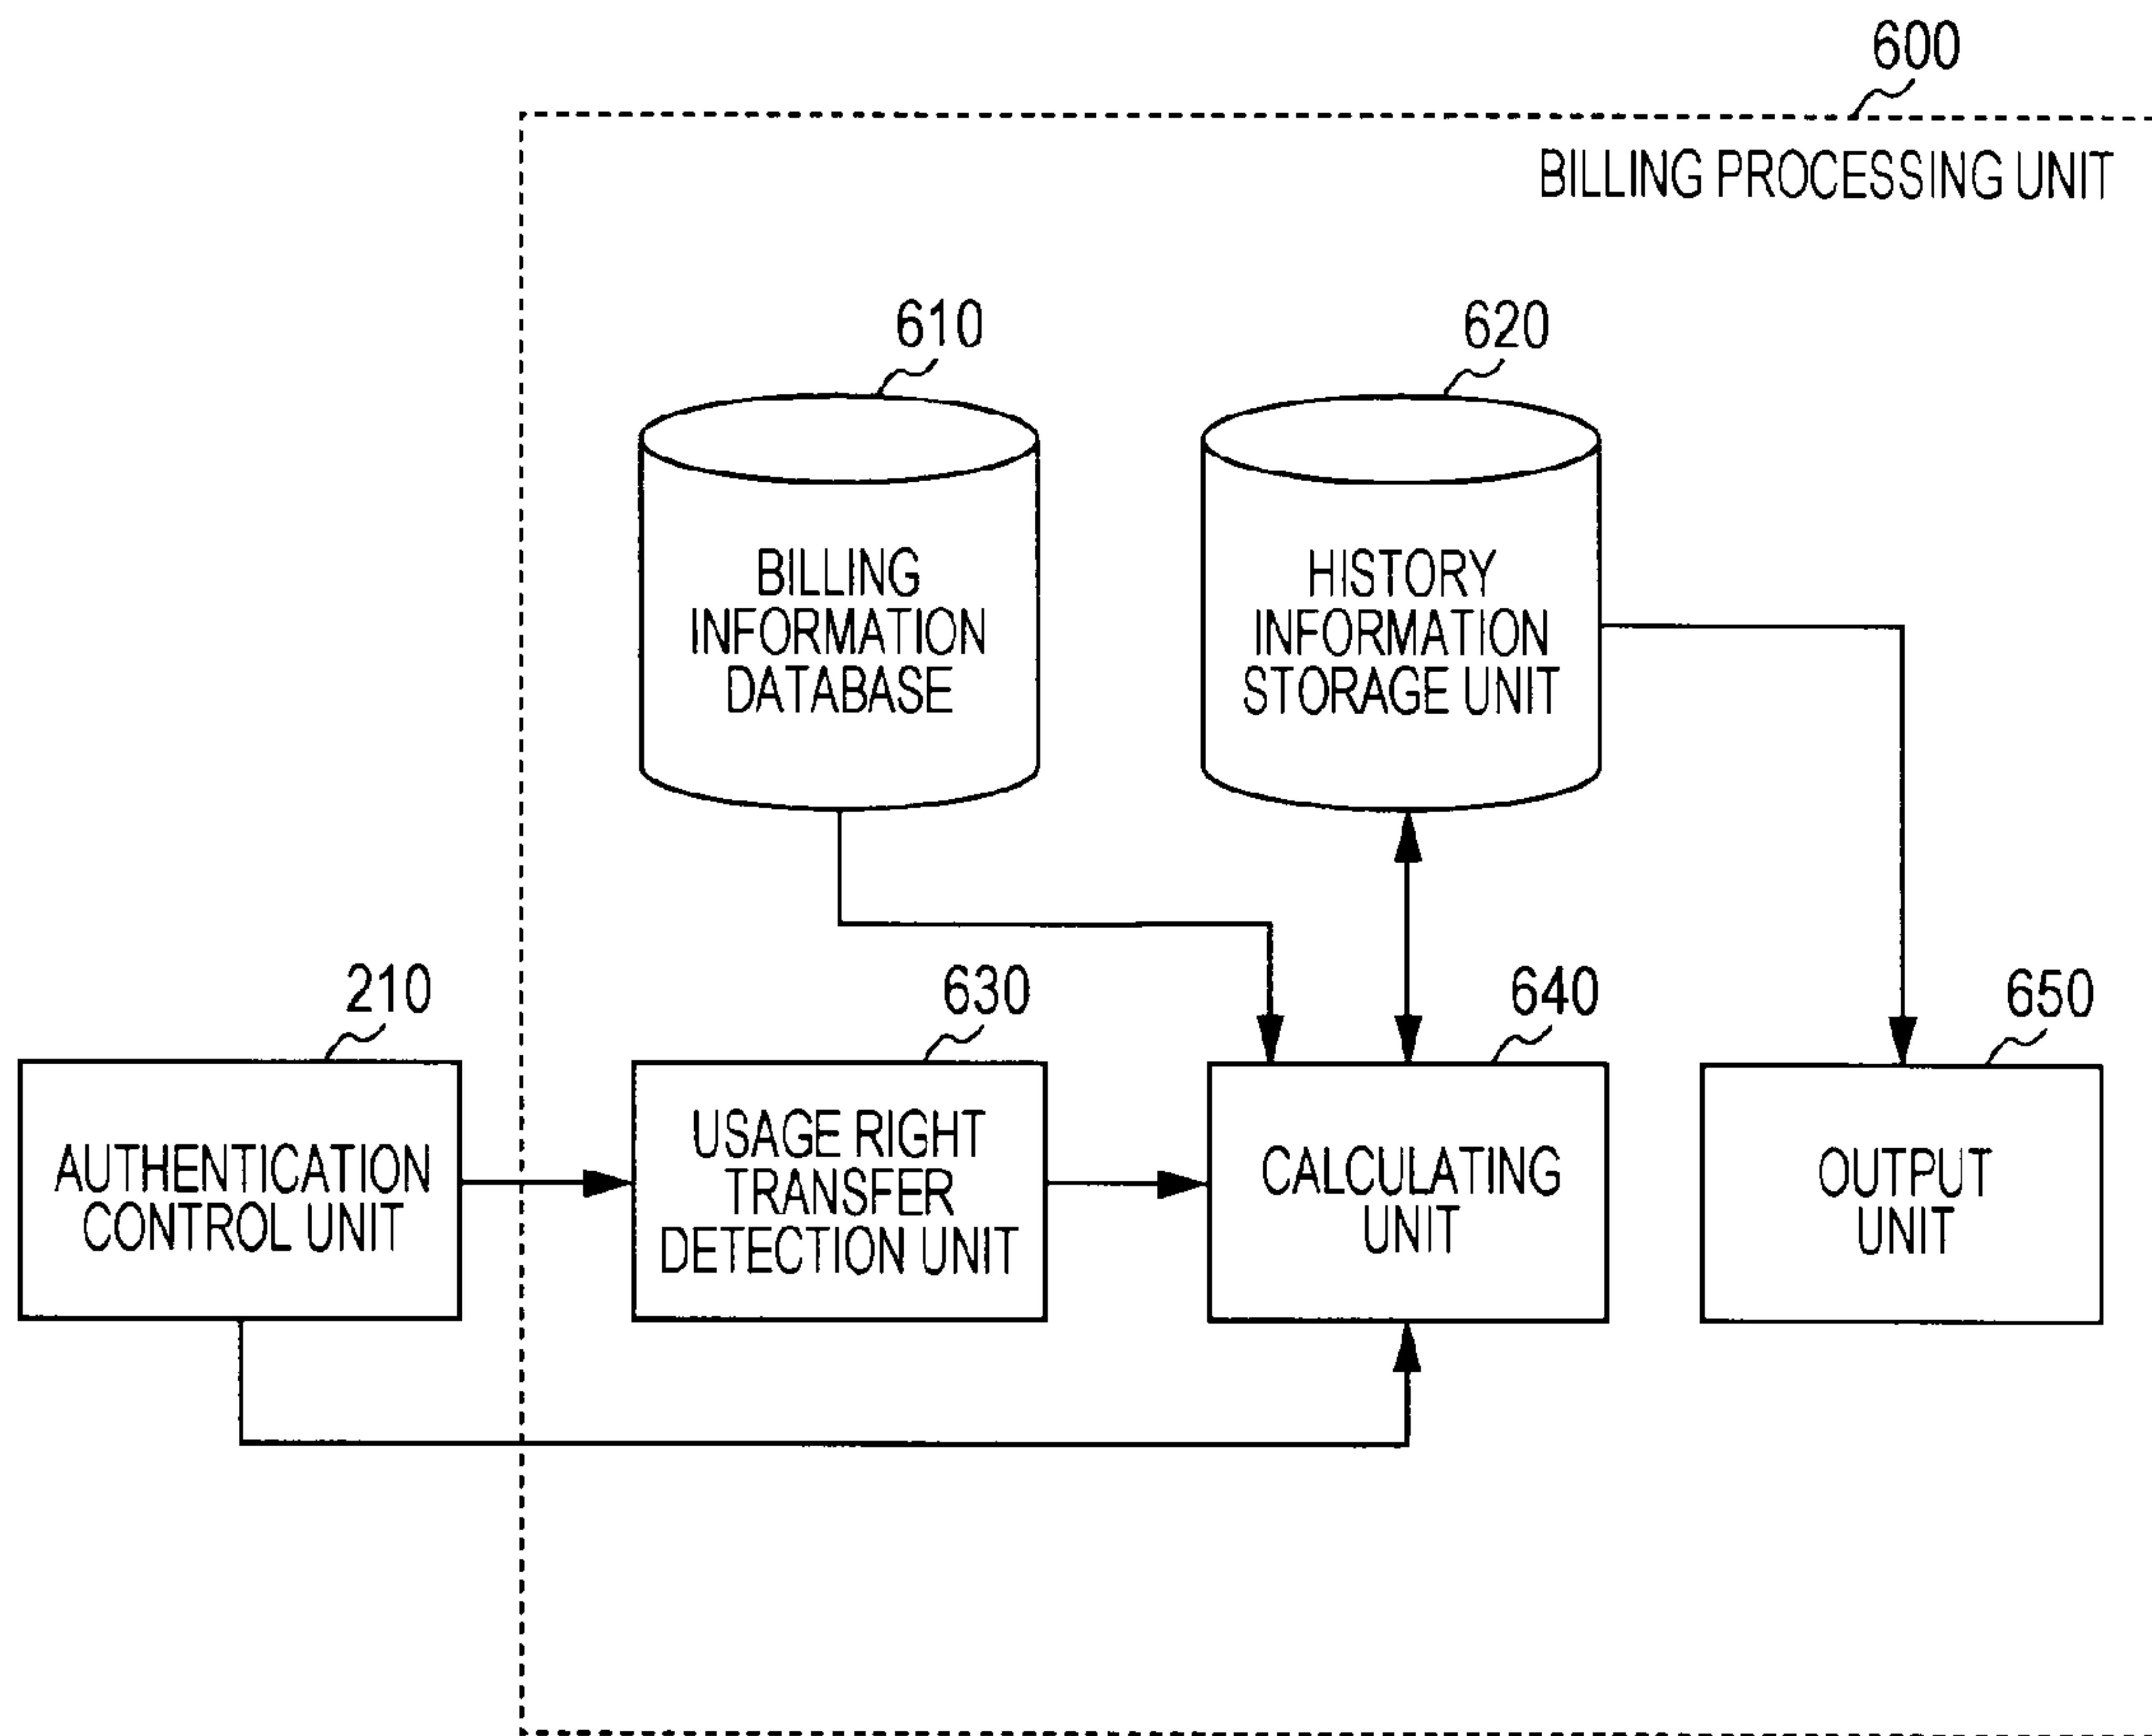 600
BILLING PROCESSING UNIT
610
620
BILLING
INFORMATION
DATABASE
HISTORY
INFORMATION
STORAGE UNIT
210
630
640
650
AUTHENTICATION
CONTROL UNIT
USAGE RIGHT
TRANSFER
DETECTION UNIT
CALCULATING
UNIT
OUTPUT
UNIT